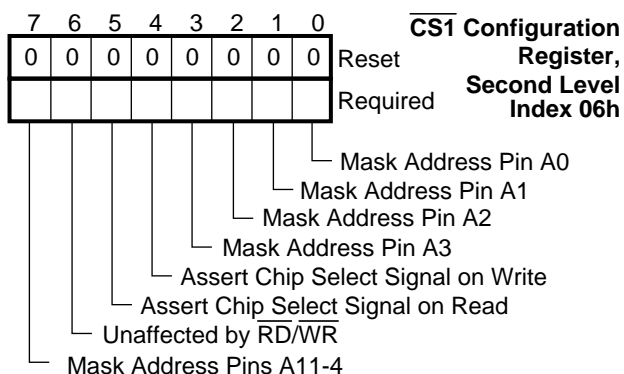 7 6 5 4 3 2 1 0
CS1 Configuration
Register,
Second Level
Index 06h
0 0 0 0 0 0 0 0 Reset
Required
Mask Address Pin A0
Mask Address Pin A1
Mask Address Pin A2
Mask Address Pin A3
Assert Chip Select Signal on Write
Assert Chip Select Signal on Read
Unaffected by RD/WR
Mask Address Pins A11-4